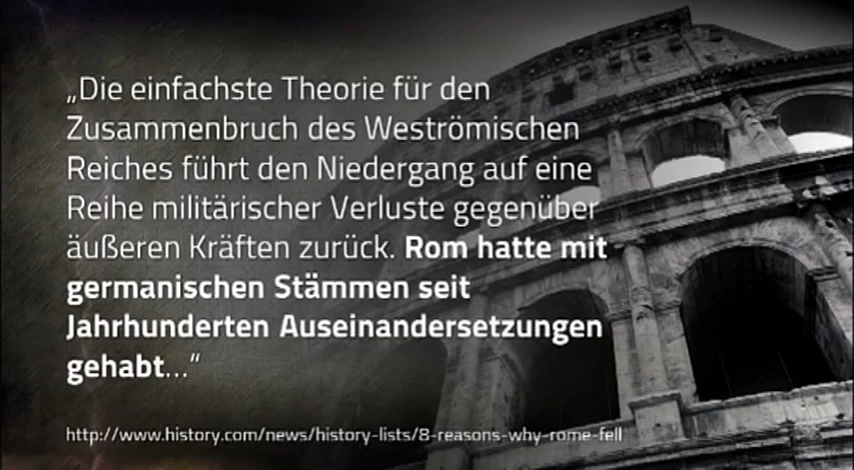 „Die einfachste Theorie für den
Zusammenbruch des Weströmischen
Reiches führt den Niedergang auf eine
Reihe militärischer Verluste gegenüber
äußeren Kräften zurück. Rom hatte mit
germanischen Stämmen seit
Jahrhunderten Auseinandersetzungen
gehabt...“
http://www.history.com/news/history-lists/8-reasons-why-rome-fell